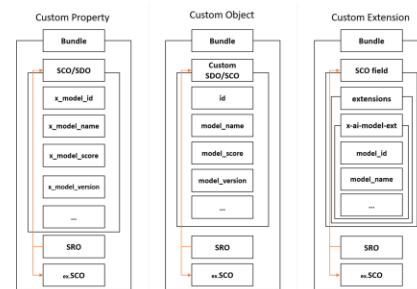 Custom Property
Bundle
SCO/SDO
x_model_id
x_model_name
x_model_score
x_model_version
...
SRO
ex.SCO
Custom Object
Bundle
Custom
SDO/SCO
id
model_name
model_score
model_version
...
SRO
ex.SCO
Custom Extension
Bundle
SCO field
extensions
x-ai-model-ext
model_id
model_name
...
SRO
ex.SCO